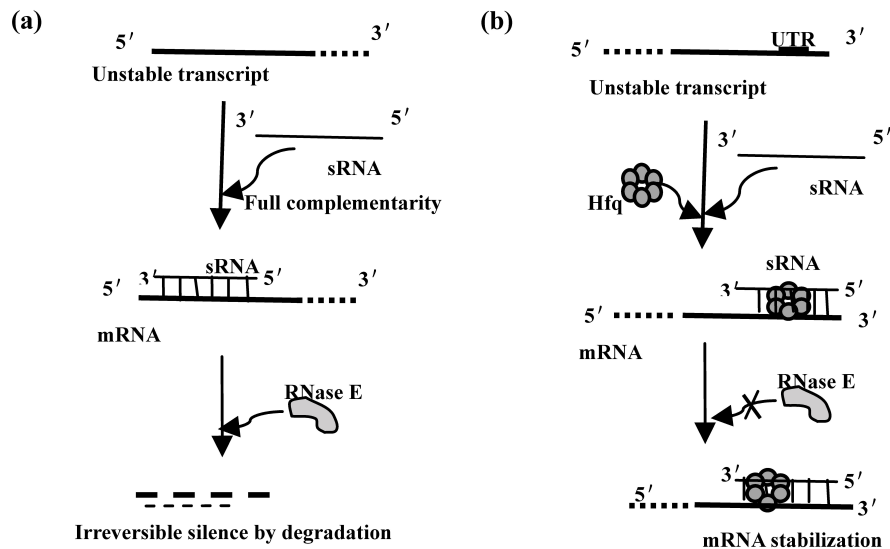 (a)
5′ 3′
Unstable transcript
3′ 5′
sRNA
Full complementarity
sRNA
5′ 3′ 5′ 3′
mRNA
RNase E
Irreversible silence by degradation
(b)
UTR
5′ 3′
Unstable transcript
3′ 5′
sRNA
Hfq
sRNA
3′ 5′
5′ 3′
mRNA
RNase E
3′ 5′
5′ 3′
mRNA stabilization